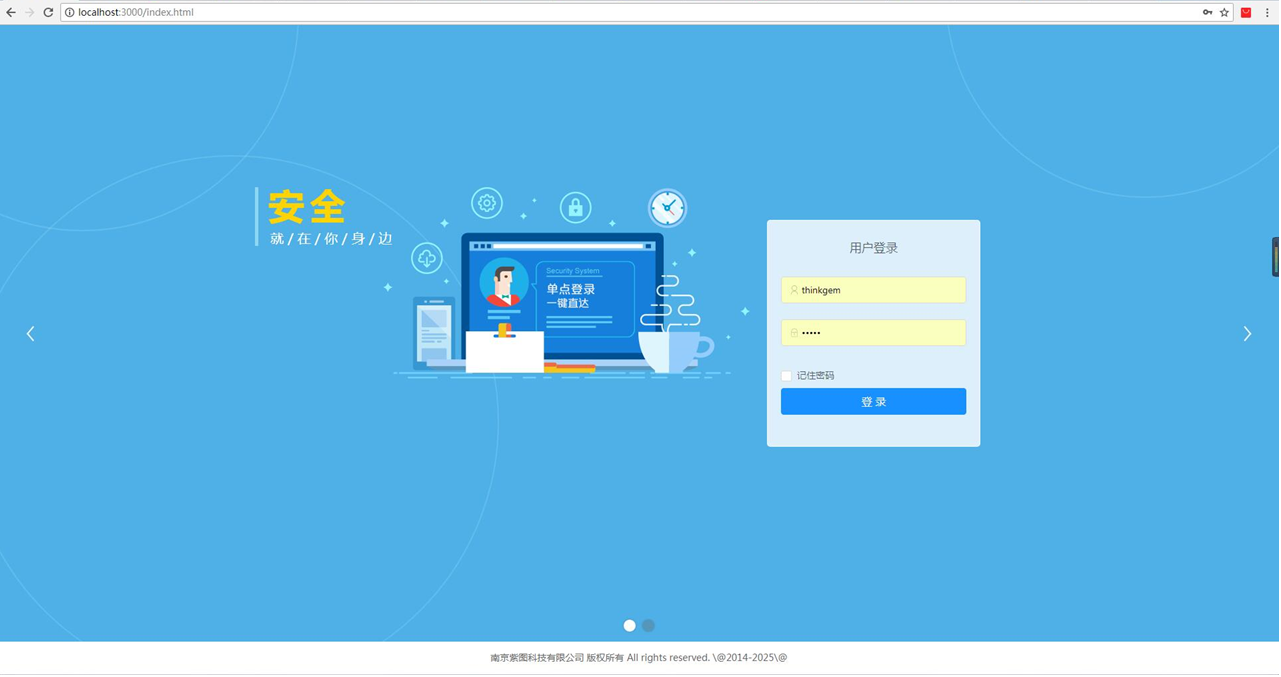 localhost:3000/index.html
安全
就/在/你/身/边
Security System
单点登录
一键直达
用户登录
thinkgem
•••••
记住密码
登 录
南京紫图科技有限公司 版权所有 All rights reserved. \@2014-2025\@